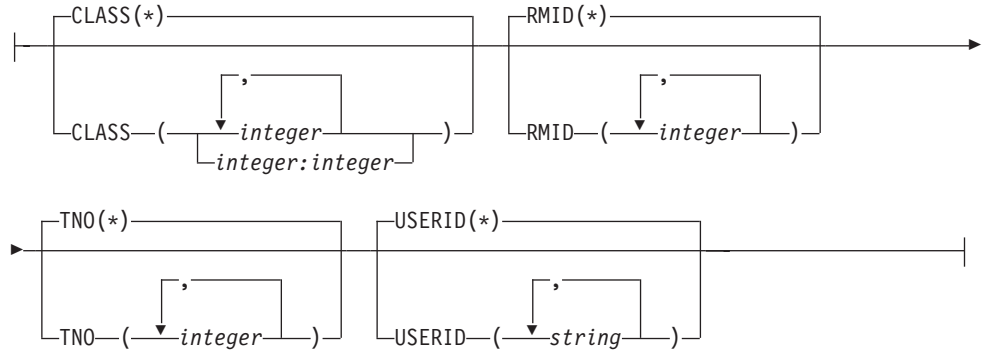 CLASS(*) RMID(*)
, ,
CLASS ( integer ) RMID ( integer )
integer:integer
TNO(*) USERID(*)
, ,
TNO ( integer ) USERID ( string )